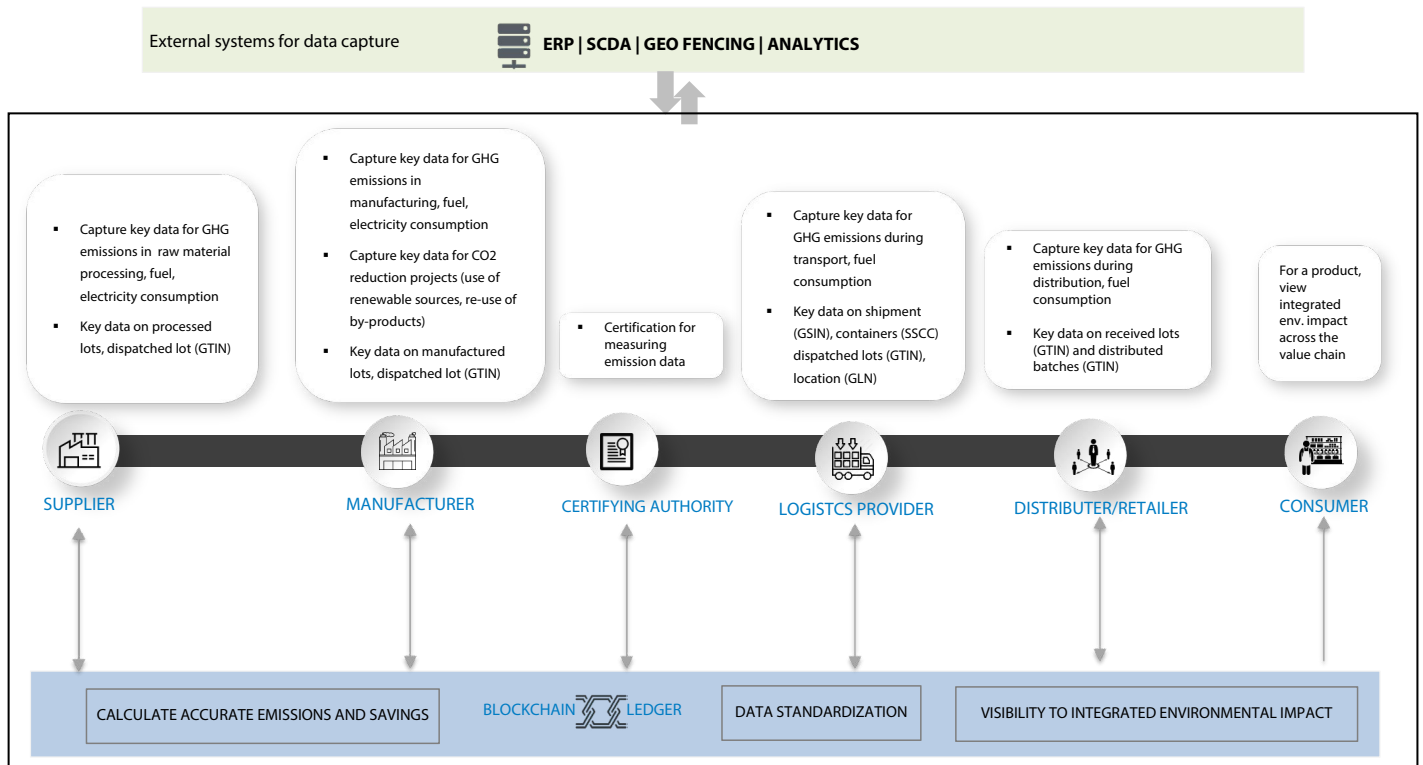 External systems for data capture
ERP | SCDA | GEO FENCING | ANALYTICS
▪ Capture key data for GHG
emissions in raw material
processing, fuel,
electricity consumption
▪ Key data on processed
lots, dispatched lot (GTIN)
▪ Capture key data for GHG
emissions in
manufacturing, fuel,
electricity consumption
▪ Capture key data for CO2
reduction projects (use of
renewable sources, re-use of
by-products)
▪ Key data on manufactured
lots, dispatched lot (GTIN)
▪ Certification for
measuring
emission data
▪ Capture key data for
GHG emissions during
transport, fuel
consumption
▪ Key data on shipment
(GSIN), containers (SSCC)
dispatched lots (GTIN),
location (GLN)
▪ Capture key data for GHG
emissions during
distribution, fuel
consumption
▪ Key data on received lots
(GTIN) and distributed
batches (GTIN)
For a product,
view
integrated
env. impact
across the
value chain
SUPPLIER
MANUFACTURER
CERTIFYING AUTHORITY
LOGISTCS PROVIDER
DISTRIBUTER/RETAILER
CONSUMER
CALCULATE ACCURATE EMISSIONS AND SAVINGS
BLOCKCHAIN LEDGER
DATA STANDARDIZATION
VISIBILITY TO INTEGRATED ENVIRONMENTAL IMPACT